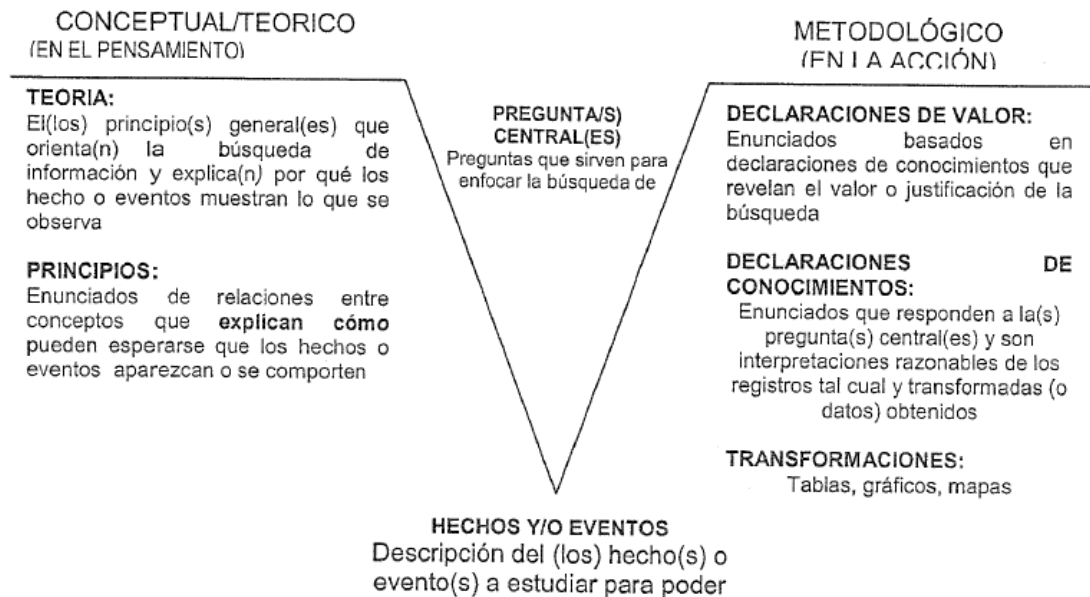 CONCEPTUAL/TEORICO
(EN EL PENSAMIENTO)
TEORIA:
El(los) principio(s) general(es) que
orienta(n) la búsqueda de
información y explica(n) por qué los
hecho o eventos muestran lo que se
observa
PRINCIPIOS:
Enunciados de relaciones entre
conceptos que explican cómo
pueden esperarse que los hechos o
eventos aparezcan o se comporten
PREGUNTA/S)
CENTRAL(ES)
Preguntas que sirven para
enfocar la búsqueda de
METODOLÓGICO
(EN LA ACCIÓN)
DECLARACIONES DE VALOR:
Enunciados basados en
declaraciones de conocimientos que
revelan el valor o justificación de la
búsqueda
DECLARACIONES DE
CONOCIMIENTOS:
Enunciados que responden a la(s)
pregunta(s) central(es) y son
interpretaciones razonables de los
registros tal cual y transformadas (o
datos) obtenidos
TRANSFORMACIONES:
Tablas, gráficos, mapas
HECHOS Y/O EVENTOS
Descripción del (los) hecho(s) o
evento(s) a estudiar para poder